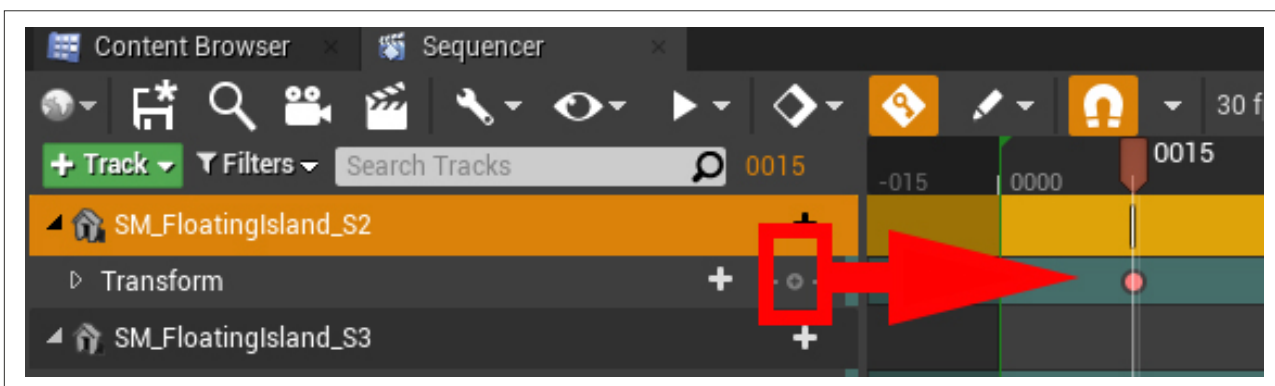 Content Browser Sequencer
30 f
+ Track Filters Search Tracks 0015 -015 0000 0015
SM_FloatingIsland_S2
Transform
SM_FloatingIsland_S3